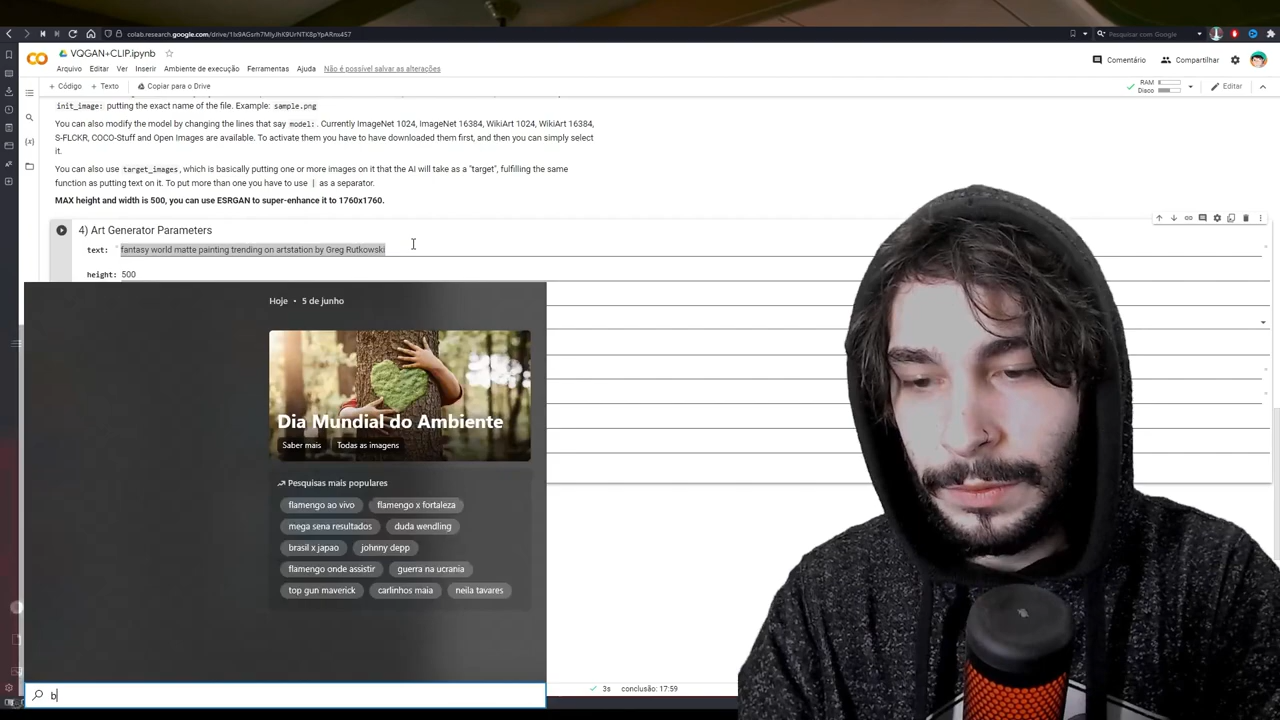 colab.research.google.com/drive/1lx9AGsrh7MlyJhK9UrNTX8pYpARnx457
Pesquisar com Google
VQGAN+CLIP.ipynb
Comentário
Compartilhar
Arquivo Editar Ver Inserir Ambiente de execução Ferramentas Ajuda Não é possível salvar as alterações
+ Código + Texto Copiar para o Drive
RAM
Disco
Editar
init_image: putting the exact name of the file. Example: sample.png
You can also modify the model by changing the lines that say model:. Currently ImageNet 1024, ImageNet 16384, WikiArt 1024, WikiArt 16384,
S-FLCKR, COCO-Stuff and Open Images are available. To activate them you have to have downloaded them first, and then you can simply select
it.
You can also use target_images, which is basically putting one or more images on it that the AI will take as a "target", fulfilling the same
function as putting text on it. To put more than one you have to use | as a separator.
MAX height and width is 500, you can use ESRGAN to super-enhance it to 1760x1760.
4) Art Generator Parameters
text: " fantasy world matte painting trending on artstation by Greg Rutkowski "
height: 500
Hoje • 5 de junho
Dia Mundial do Ambiente
Saber mais Todas as imagens
Pesquisas mais populares
flamengo ao vivo flamengo x fortaleza
mega sena resultados duda wendling
brasil x japao johnny depp
flamengo onde assistir guerra na ucrania
top gun maverick carlinhos maia neila tavares
b
3s conclusão: 17:59